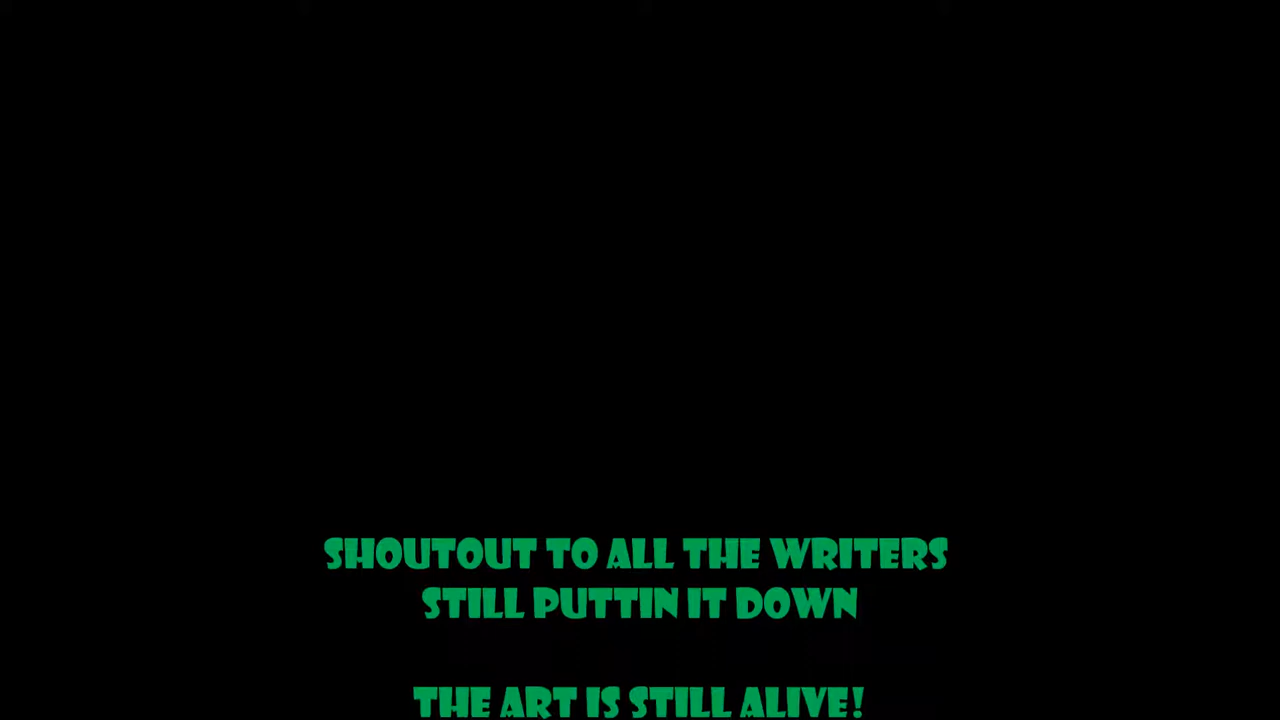 SHOUTOUT TO ALL THE WRITERS
STILL PUTTIN IT DOWN
THE ART IS STILL ALIVE!